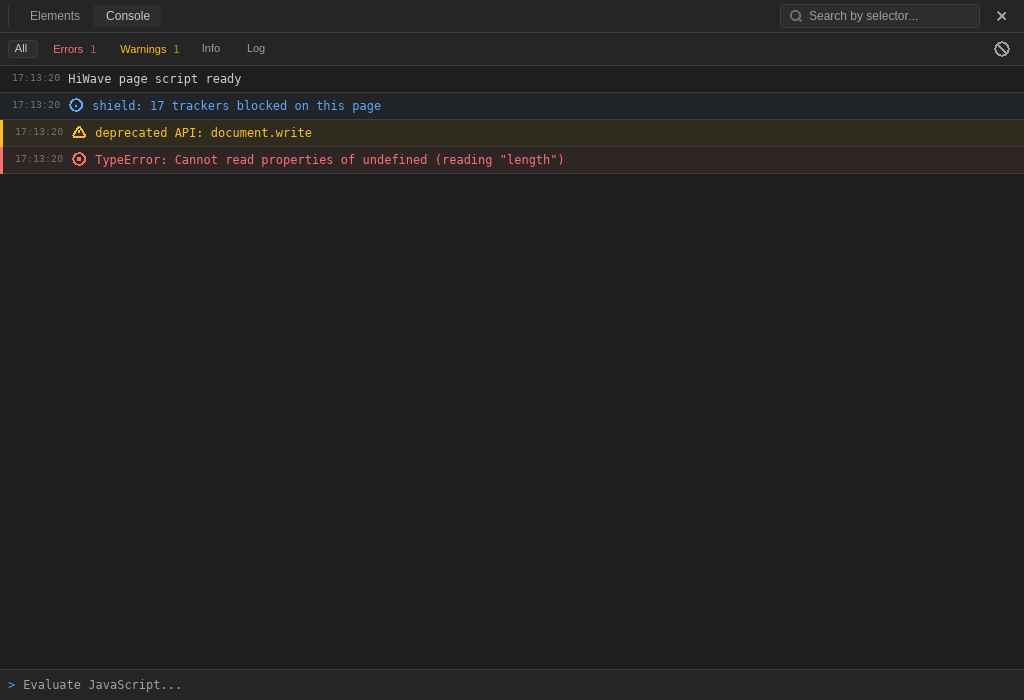 Elements Console Search by selector...
All Errors 1 Warnings 1 Info Log
17:13:20 HiWave page script ready
17:13:20 shield: 17 trackers blocked on this page
17:13:20 deprecated API: document.write
17:13:20 TypeError: Cannot read properties of undefined (reading "length")
> Evaluate JavaScript...